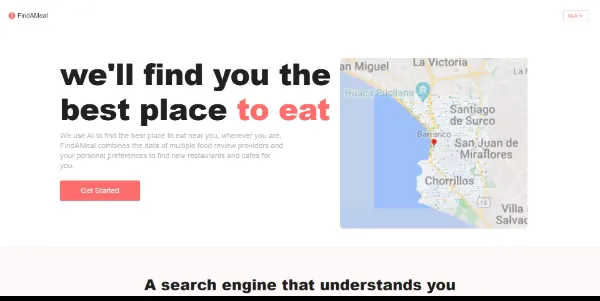 FindAMeal
Sign in
we'll find you the
best place to eat
We use AI to find the best place to eat near you, wherever you are.
FindAMeal combines the data of multiple food review providers and
your personal preferences to find new restaurants and cafes for
you.
Get Started
San Miguel
La Victoria
La M
Huaca Pucllana
Santiago
de Surco
Barranco
San Juan de
Miraflores
Chorrillos
Villa
Salvac
A search engine that understands you